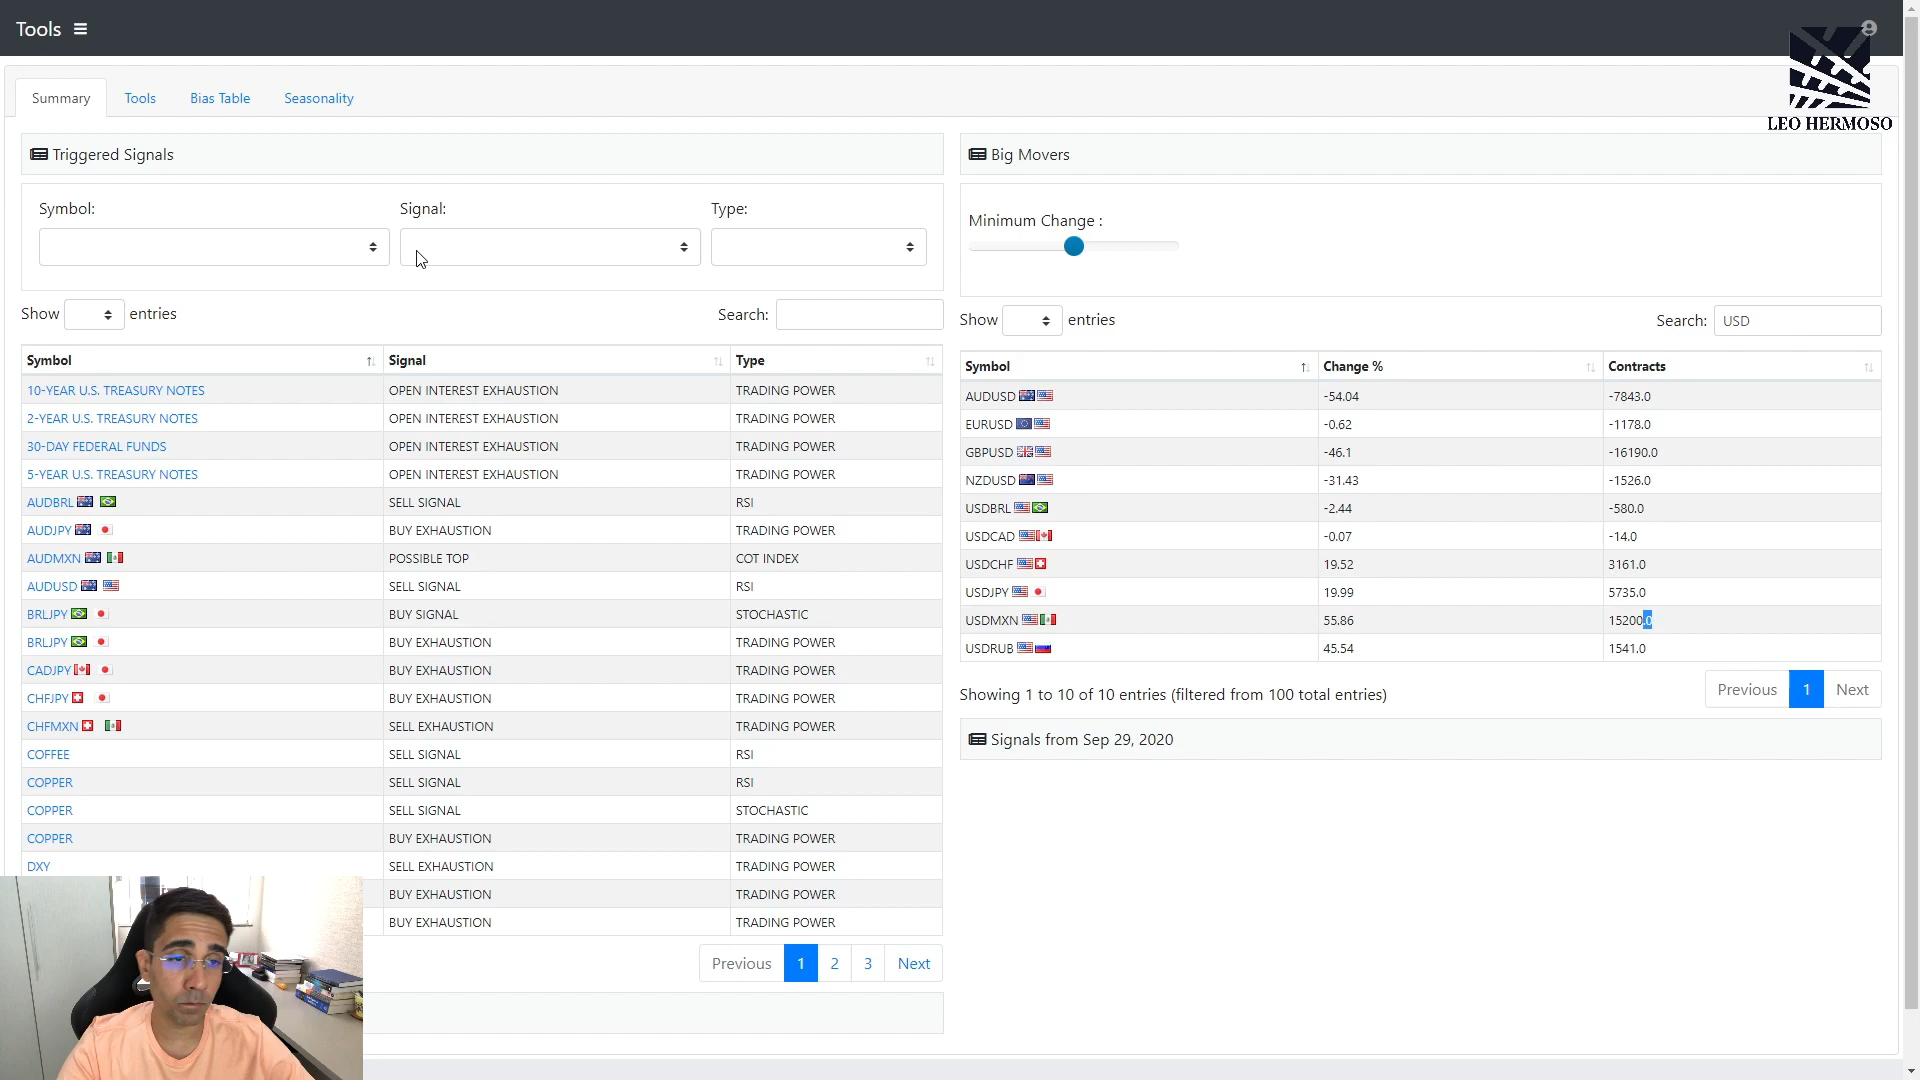 Tools
LEO HERMOSO
Summary Tools Bias Table Seasonality
Triggered Signals
Symbol: Signal: Type:
Show entries Search:
Symbol Signal Type
10-YEAR U.S. TREASURY NOTES OPEN INTEREST EXHAUSTION TRADING POWER
2-YEAR U.S. TREASURY NOTES OPEN INTEREST EXHAUSTION TRADING POWER
30-DAY FEDERAL FUNDS OPEN INTEREST EXHAUSTION TRADING POWER
5-YEAR U.S. TREASURY NOTES OPEN INTEREST EXHAUSTION TRADING POWER
AUDBRL SELL SIGNAL RSI
AUDJPY BUY EXHAUSTION TRADING POWER
AUDMXN POSSIBLE TOP COT INDEX
AUDUSD SELL SIGNAL RSI
BRLJPY BUY SIGNAL STOCHASTIC
BRLJPY BUY EXHAUSTION TRADING POWER
CADJPY BUY EXHAUSTION TRADING POWER
CHFJPY BUY EXHAUSTION TRADING POWER
CHFMXN SELL EXHAUSTION TRADING POWER
COFFEE SELL SIGNAL RSI
COPPER SELL SIGNAL RSI
COPPER SELL SIGNAL STOCHASTIC
COPPER BUY EXHAUSTION TRADING POWER
DXY SELL EXHAUSTION TRADING POWER
BUY EXHAUSTION TRADING POWER
BUY EXHAUSTION TRADING POWER
Previous 1 2 3 Next
Big Movers
Minimum Change :
Show entries Search: USD
Symbol Change % Contracts
AUDUSD -54.04 -7843.0
EURUSD -0.62 -1178.0
GBPUSD -46.1 -16190.0
NZDUSD -31.43 -1526.0
USDBRL -2.44 -580.0
USDCAD -0.07 -14.0
USDCHF 19.52 3161.0
USDJPY 19.99 5735.0
USDMXN 55.86 15200.0
USDRUB 45.54 1541.0
Showing 1 to 10 of 10 entries (filtered from 100 total entries)
Previous 1 Next
Signals from Sep 29, 2020